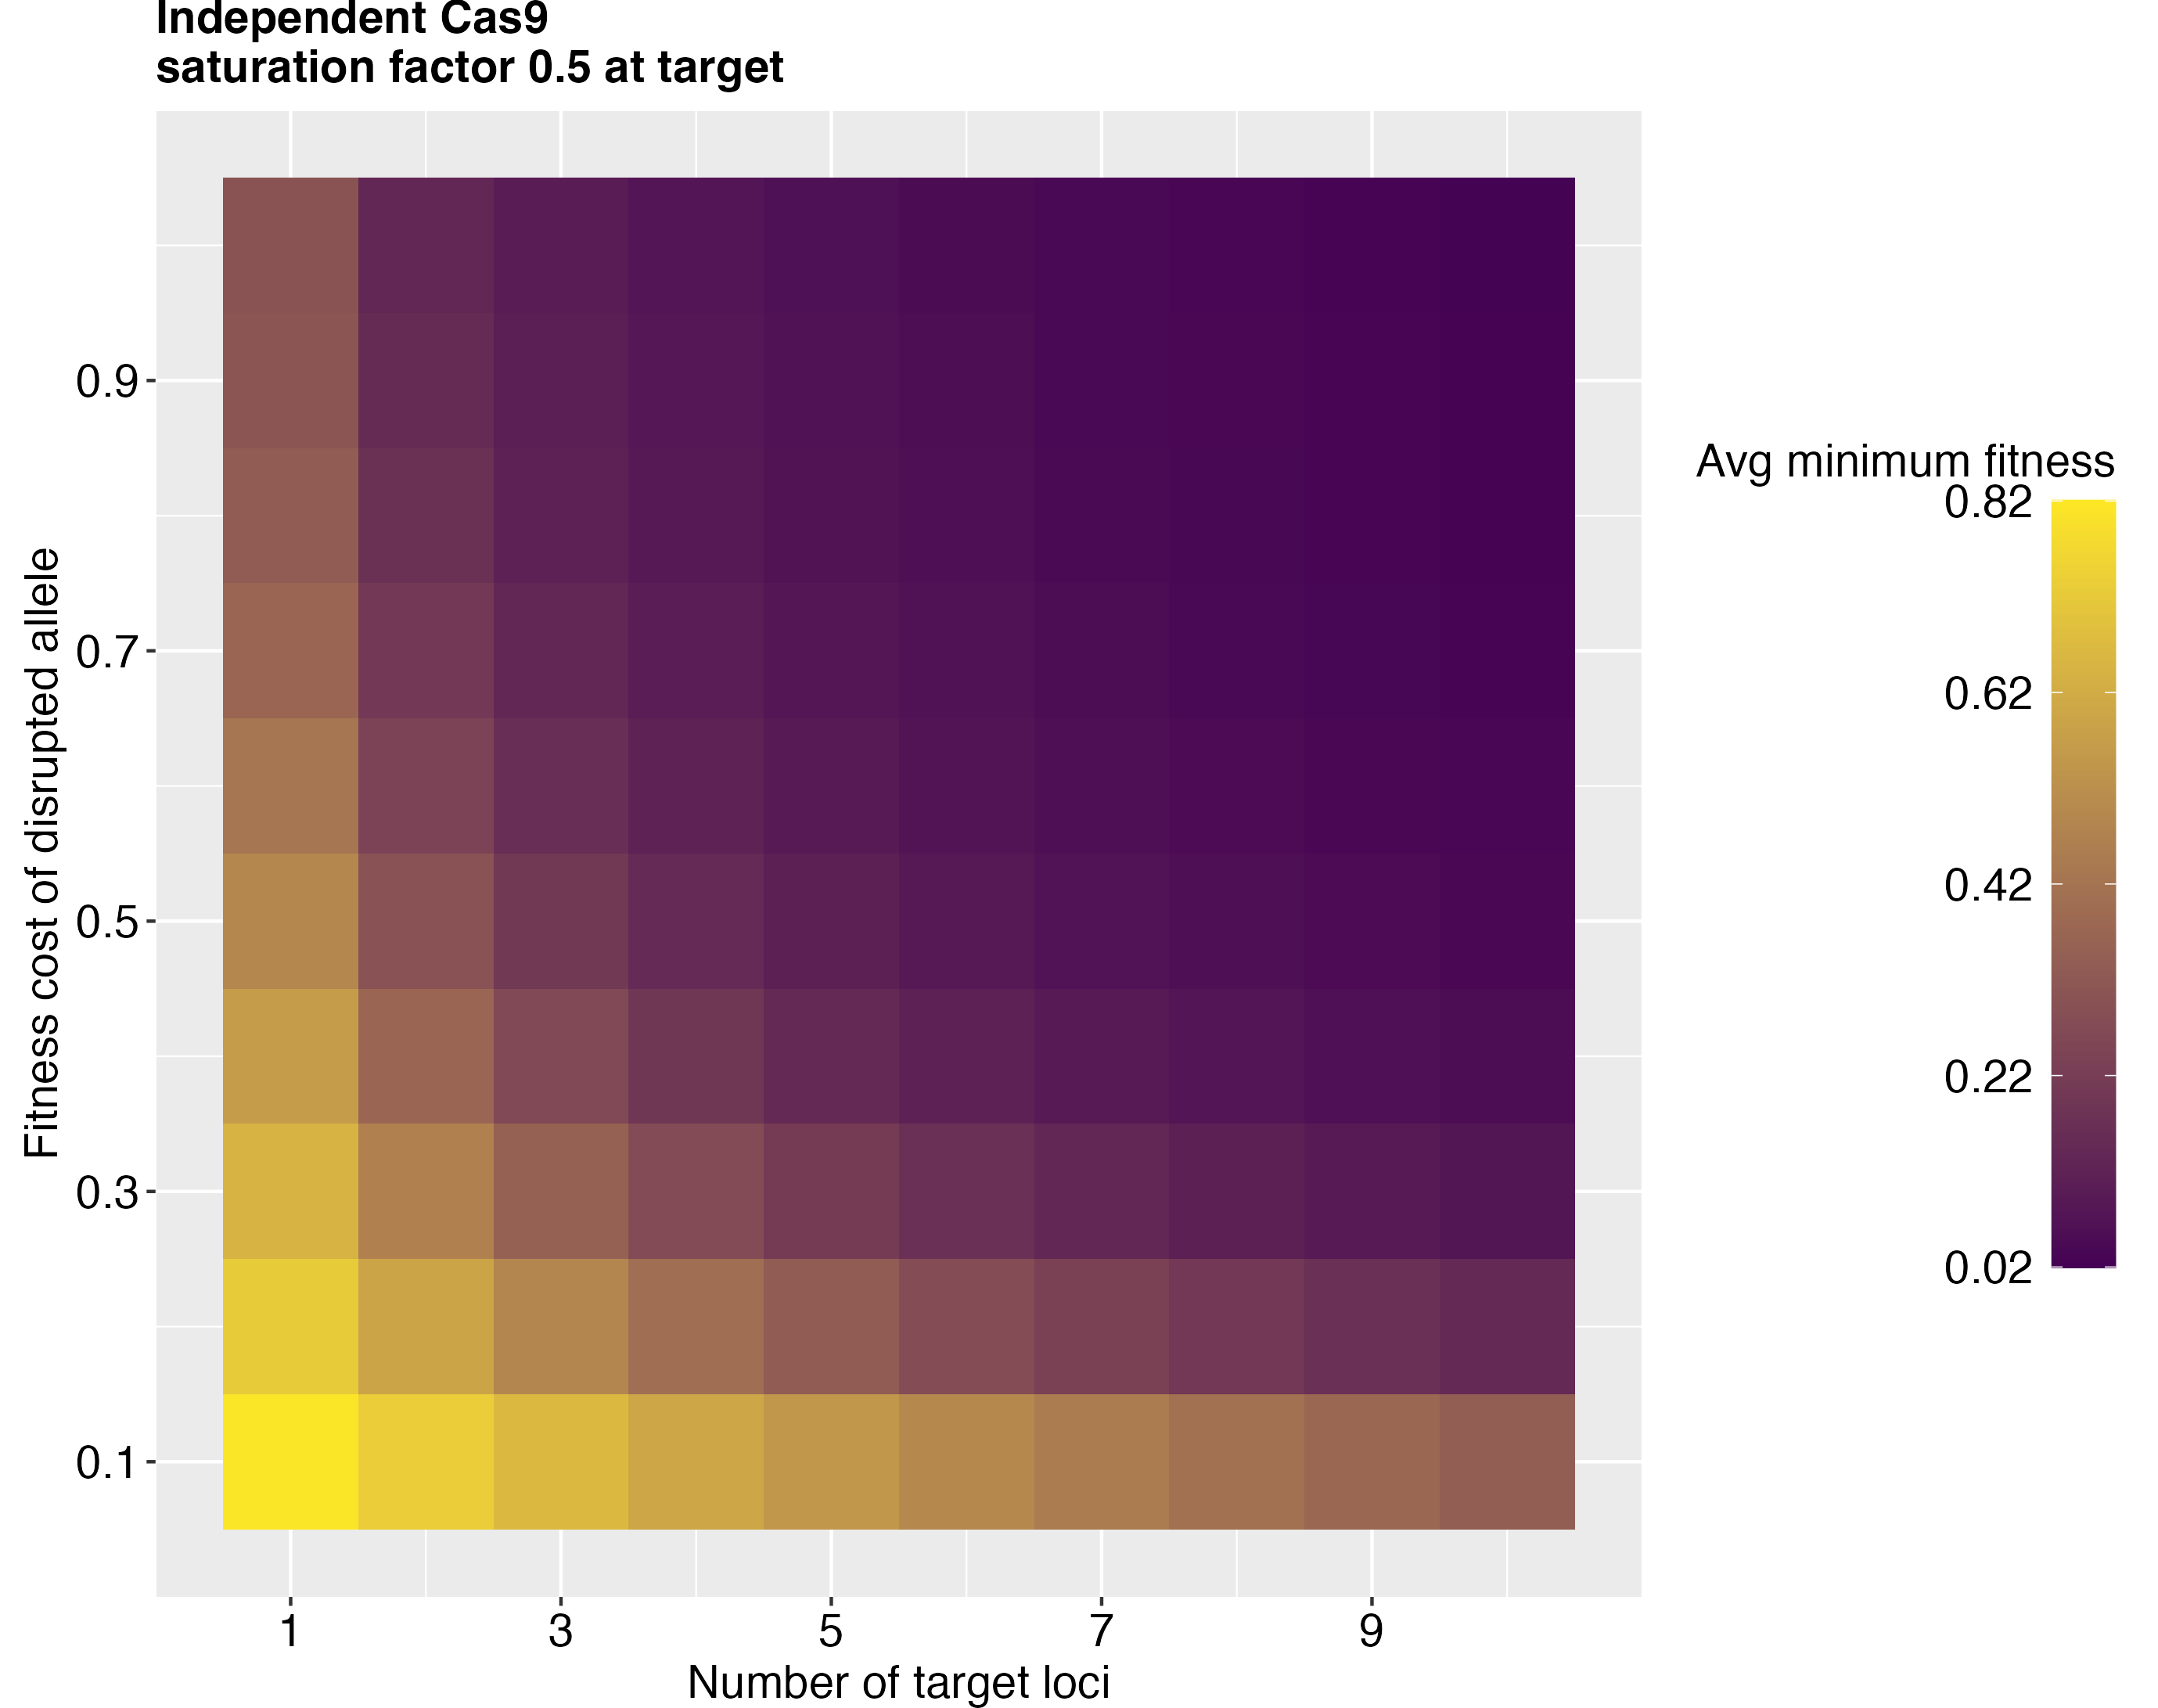 Independent Cas9
saturation factor 0.5 at target
Fitness cost of disrupted allele
0.9
0.7
0.5
0.3
0.1
1 3 5 7 9
Number of target loci
Avg minimum fitness
0.82
0.62
0.42
0.22
0.02